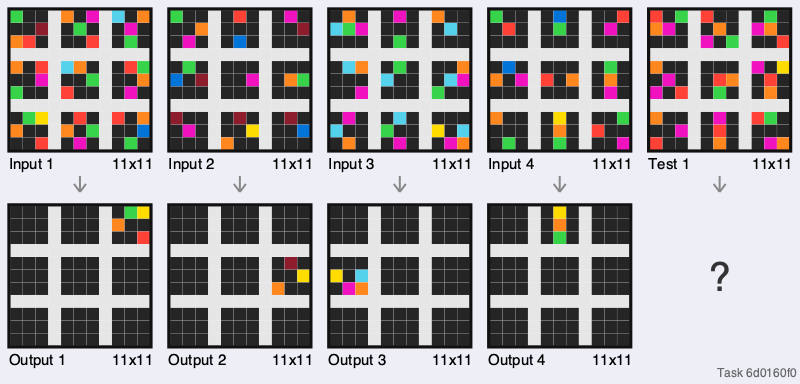 Input 1 11x11 Input 2 11x11 Input 3 11x11 Input 4 11x11 Test 1 11x11
?
Output 1 11x11 Output 2 11x11 Output 3 11x11 Output 4 11x11
Task 6d0160f0